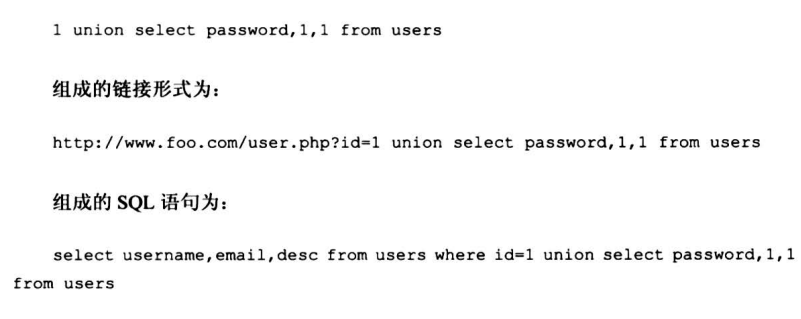 1 union select password,1,1 from users
组成的链接形式为：
http://www.foo.com/user.php?id=1 union select password,1,1 from users
组成的 SQL 语句为：
select username,email,desc from users where id=1 union select password,1,1
from users